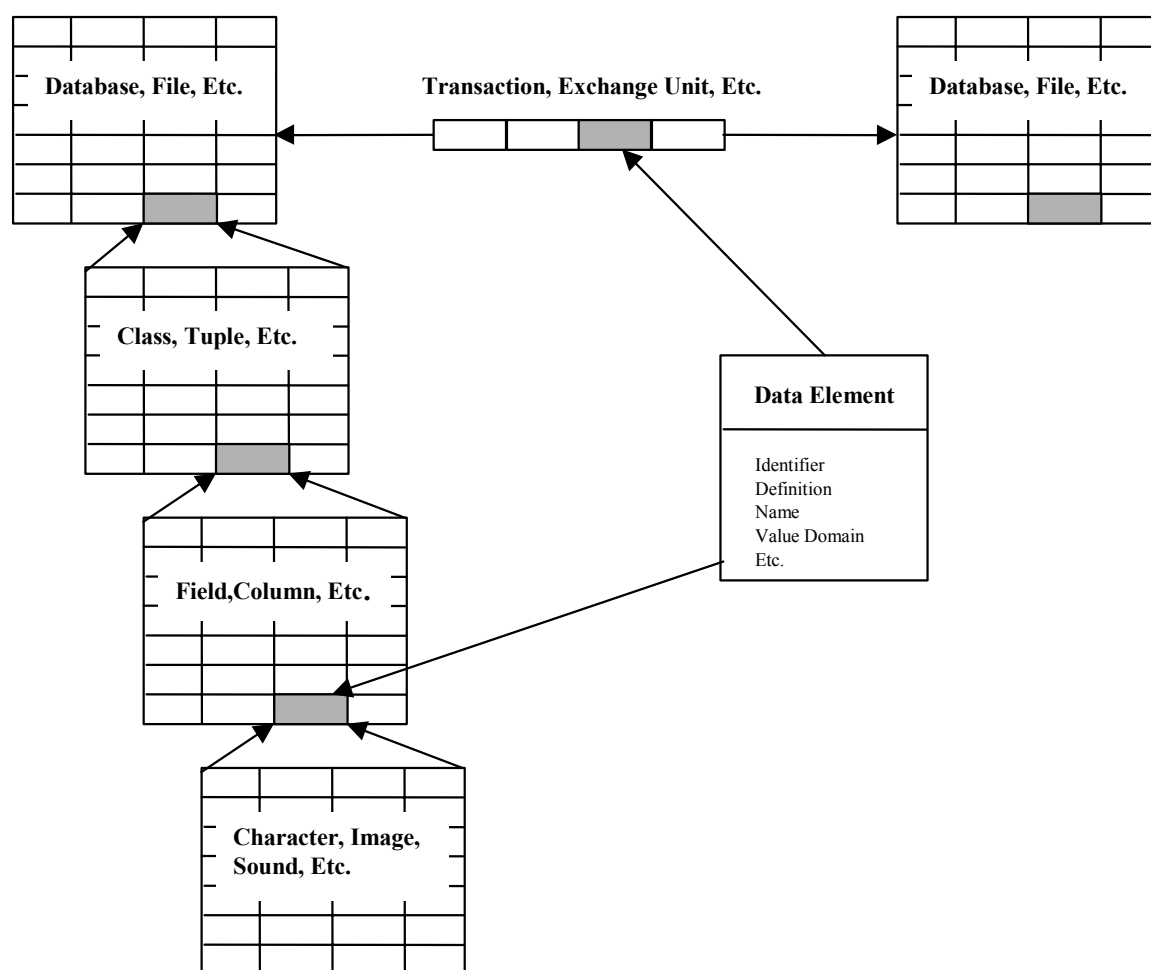 Database, File, Etc.
Transaction, Exchange Unit, Etc.
Database, File, Etc.
Class, Tuple, Etc.
Data Element
Identifier
Definition
Name
Value Domain
Etc.
Field,Column, Etc.
Character, Image,
Sound, Etc.